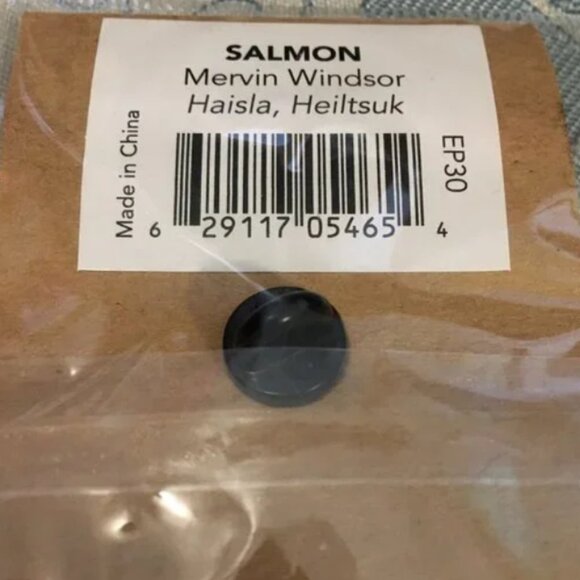 SALMON
Mervin Windsor
Haisla, Heiltsuk
Made in China
EP30
6 29117 05465 4